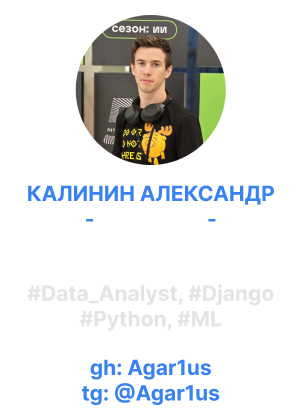 сезон: ии
КАЛИНИН АЛЕКСАНДР
- -
#Data_Analyst, #Django
#Python, #ML
gh: Agar1us
tg: @Agar1us